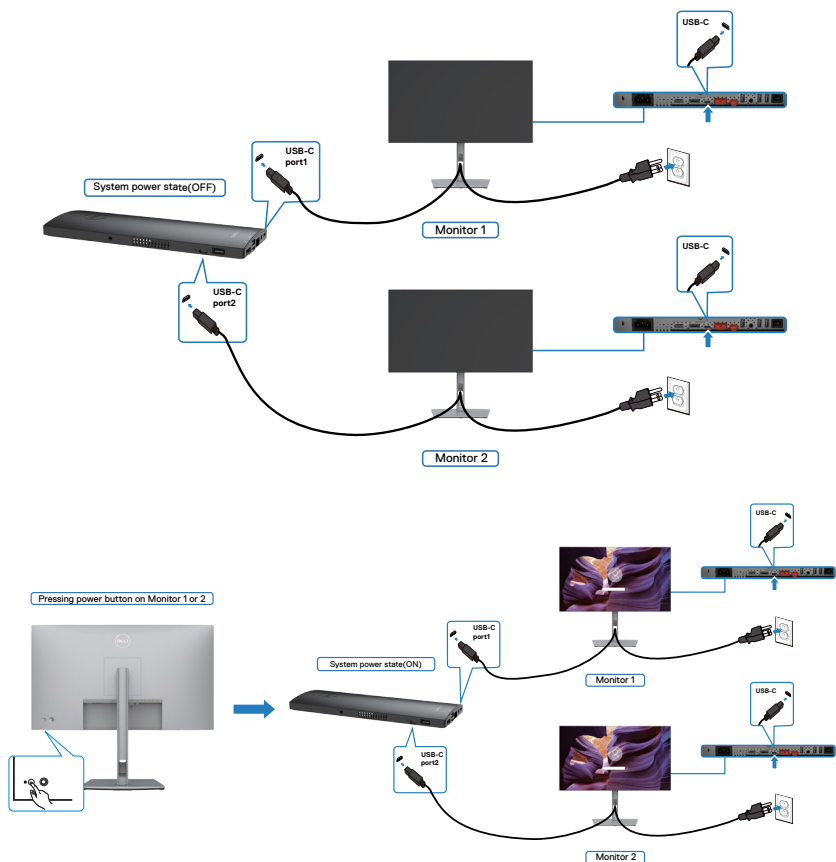 USB-C
USB-C
port1
System power state(OFF)
Monitor 1
USB-C
USB-C
port2
Monitor 2
USB-C
Pressing power button on Monitor 1 or 2
USB-C
port1
DELL
System power state(ON)
Monitor 1
USB-C
USB-C
port2
Monitor 2